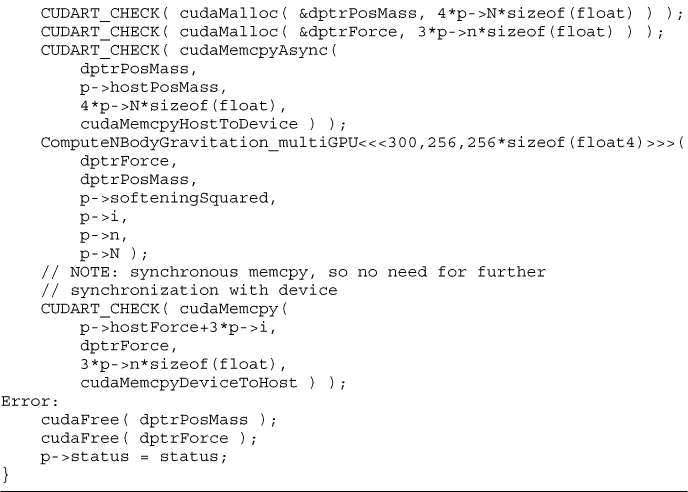 CUDART_CHECK( cudaMalloc( &dptrPosMass, 4*p->N*sizeof(float) ) );
CUDART_CHECK( cudaMalloc( &dptrForce, 3*p->n*sizeof(float) ) );
CUDART_CHECK( cudaMemcpyAsync(
dptrPosMass,
p->hostPosMass,
4*p->N*sizeof(float),
cudaMemcpyHostToDevice ) );
ComputeNBodyGravitation_multiGPU<<<300,256,256*sizeof(float4)>>>(
dptrForce,
dptrPosMass,
p->softeningSquared,
p->i,
p->n,
p->N );
// NOTE: synchronous memcpy, so no need for further
// synchronization with device
CUDART_CHECK( cudaMemcpy(
p->hostForce+3*p->i,
dptrForce,
3*p->n*sizeof(float),
cudaMemcpyDeviceToHost ) );
Error:
cudaFree( dptrPosMass );
cudaFree( dptrForce );
p->status = status;
}